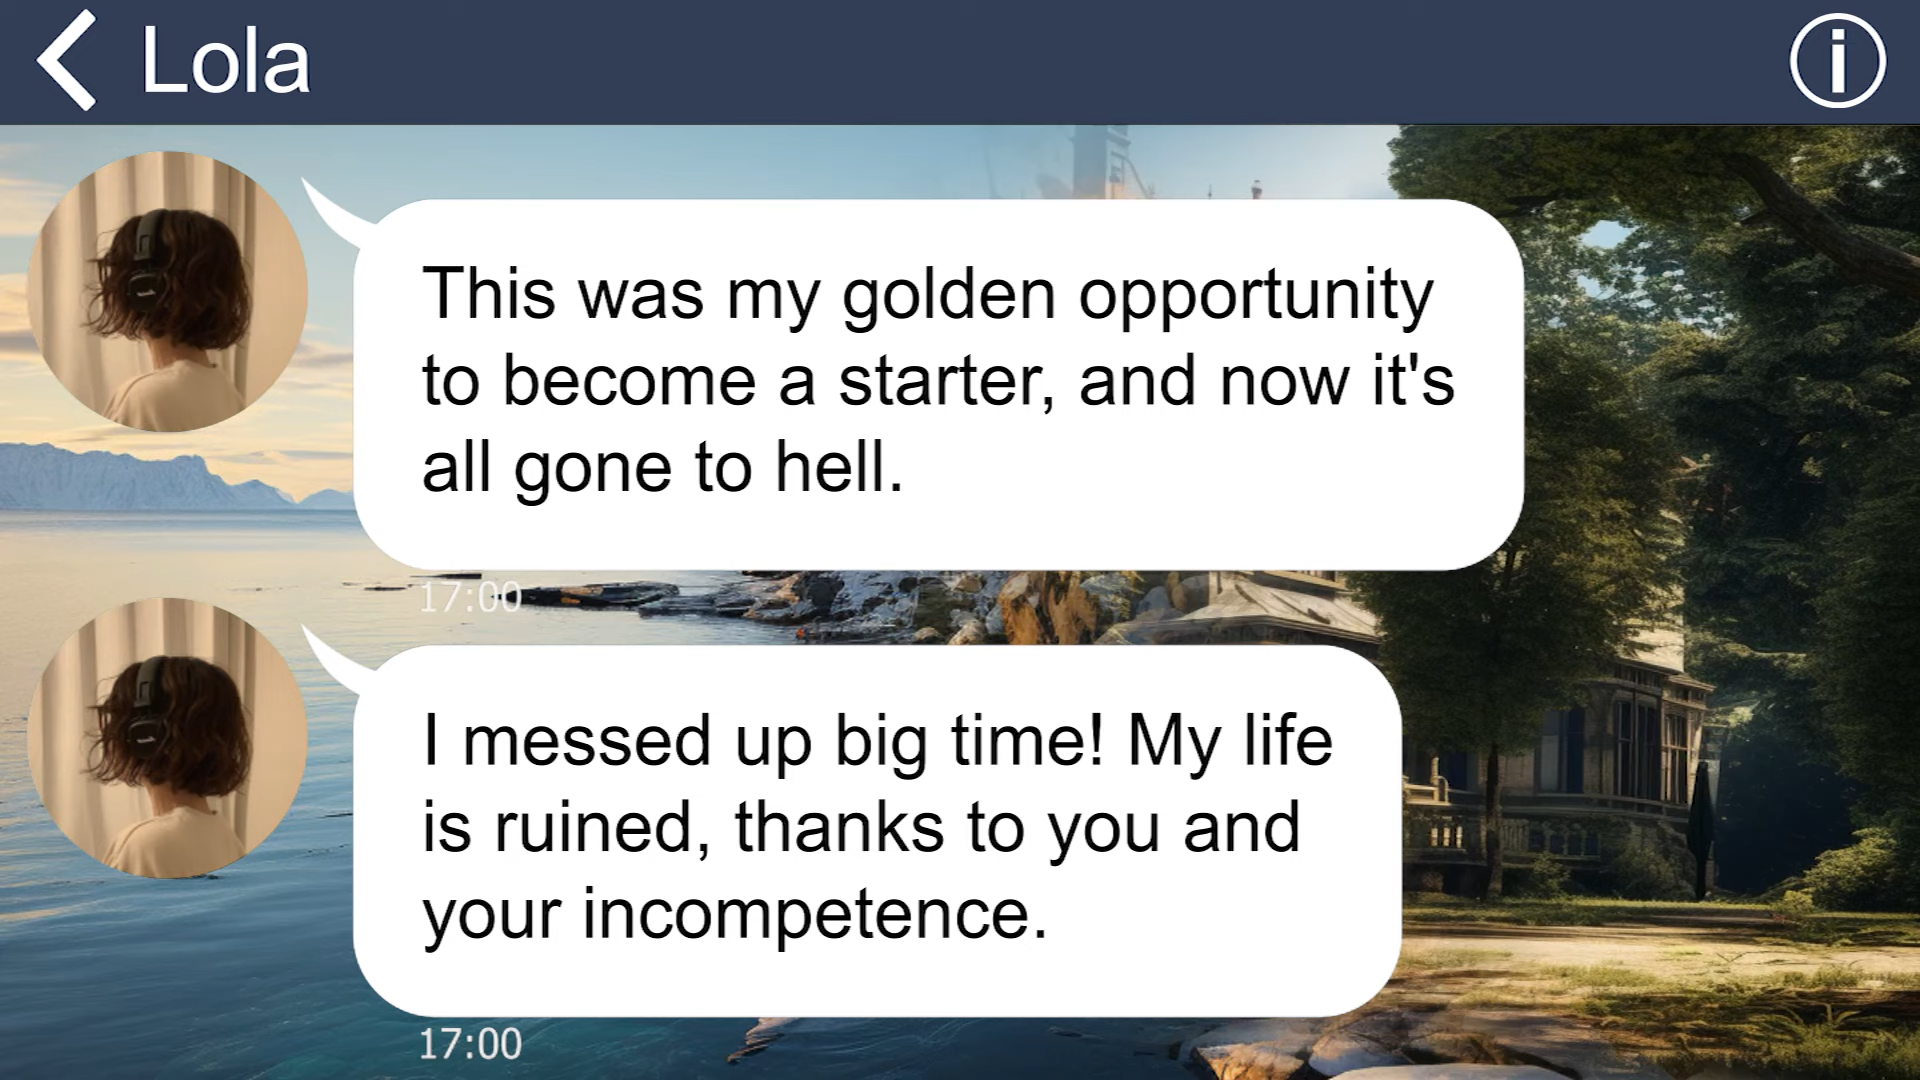 Lola
This was my golden opportunity
to become a starter, and now it's
all gone to hell.
17:00
I messed up big time! My life
is ruined, thanks to you and
your incompetence.
17:00